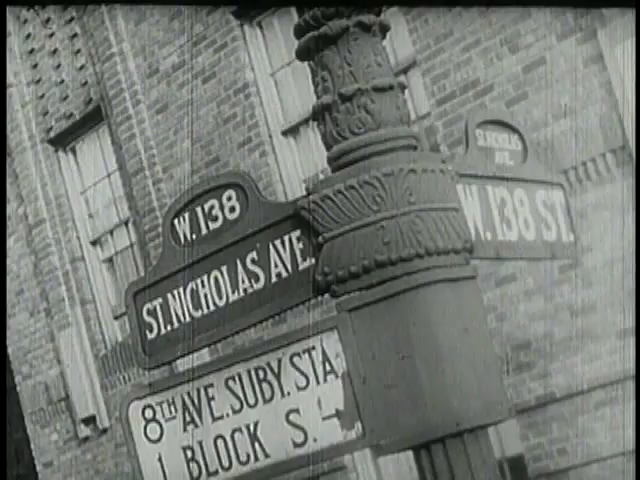 W. 138
ST. NICHOLAS AVE.
ST. NICHOLAS
AVE.
W. 138 ST.
8TH AVE. SUBY. STA.
1 BLOCK S.